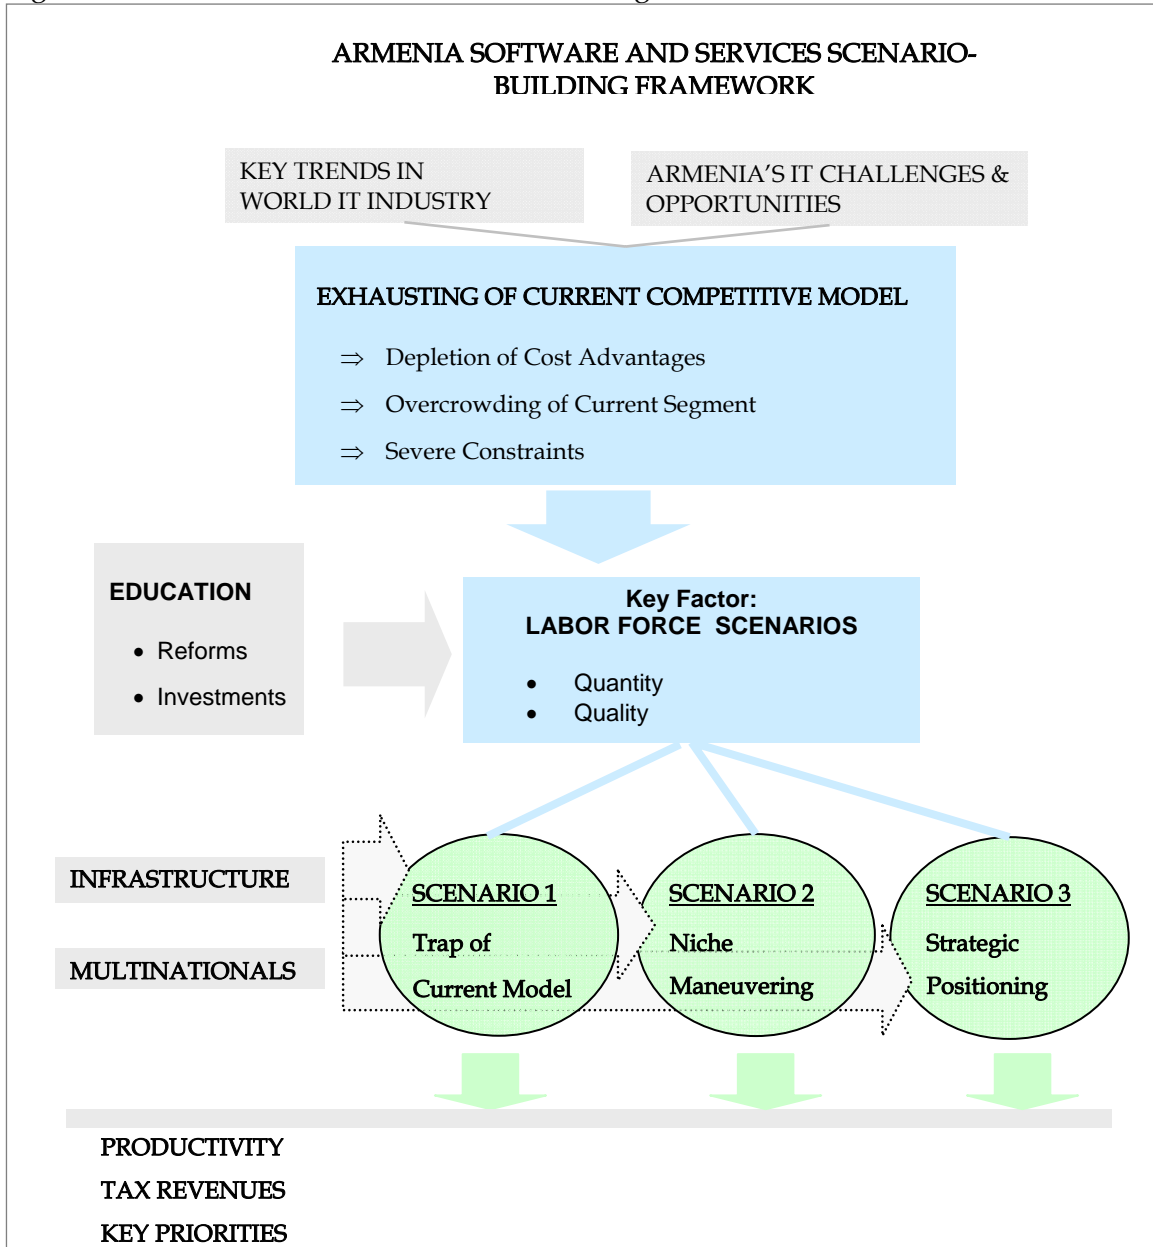 ARMENIA SOFTWARE AND SERVICES SCENARIO-
BUILDING FRAMEWORK
KEY TRENDS IN
WORLD IT INDUSTRY
ARMENIA'S IT CHALLENGES &
OPPORTUNITIES
EXHAUSTING OF CURRENT COMPETITIVE MODEL
⇒ Depletion of Cost Advantages
⇒ Overcrowding of Current Segment
⇒ Severe Constraints
EDUCATION
• Reforms
• Investments
Key Factor:
LABOR FORCE SCENARIOS
• Quantity
• Quality
INFRASTRUCTURE
MULTINATIONALS
SCENARIO 1
Trap of
Current Model
SCENARIO 2
Niche
Maneuvering
SCENARIO 3
Strategic
Positioning
PRODUCTIVITY
TAX REVENUES
KEY PRIORITIES